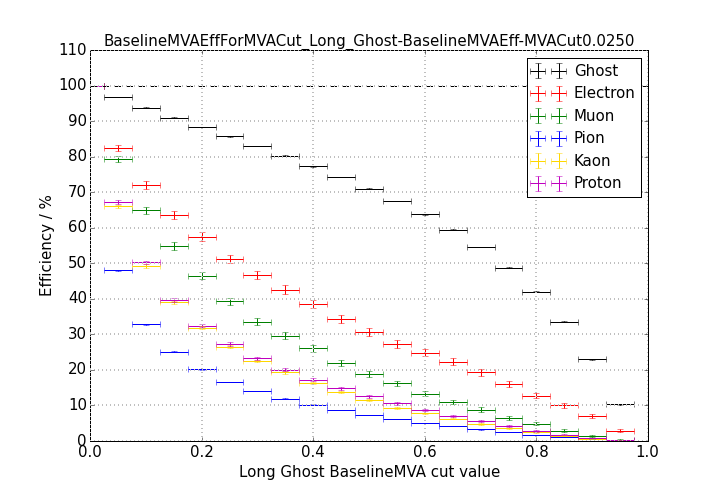 BaselineMVAEffForMVACut_Long_Ghost-BaselineMVAEff-MVACut0.0250
110
100
90
80
70
60
50
40
30
20
10
0
Efficiency / %
Ghost
Electron
Muon
Pion
Kaon
Proton
0.0 0.2 0.4 0.6 0.8 1.0
Long Ghost BaselineMVA cut value